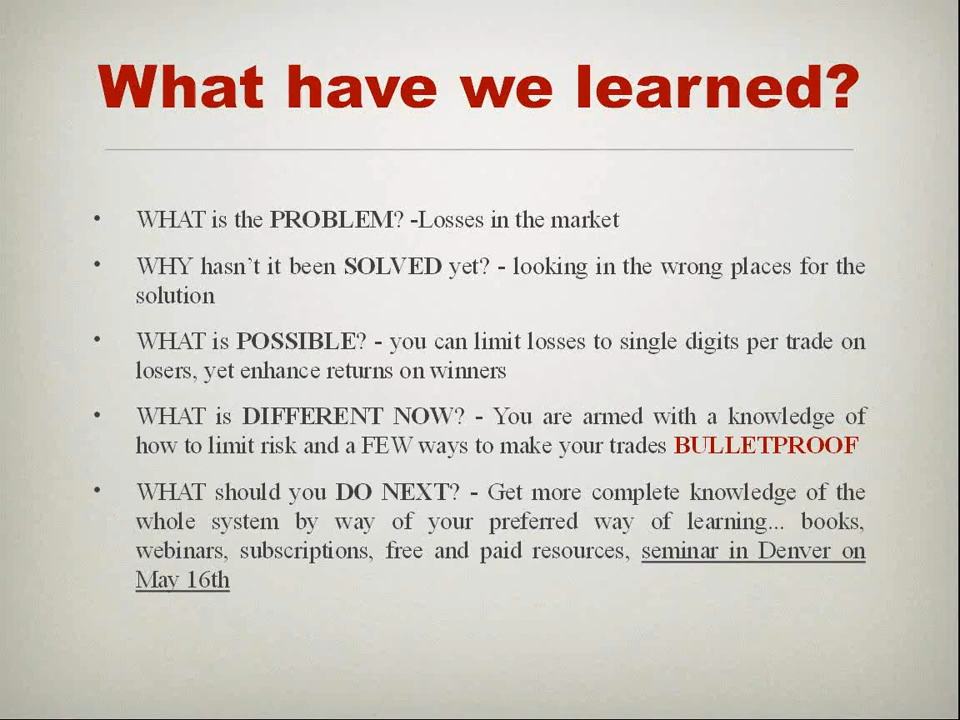 What have we learned?
• WHAT is the PROBLEM? -Losses in the market
• WHY hasn't it been SOLVED yet? - looking in the wrong places for the
solution
• WHAT is POSSIBLE? - you can limit losses to single digits per trade on
losers, yet enhance returns on winners
• WHAT is DIFFERENT NOW? - You are armed with a knowledge of
how to limit risk and a FEW ways to make your trades BULLETPROOF
• WHAT should you DO NEXT? - Get more complete knowledge of the
whole system by way of your preferred way of learning... books,
webinars, subscriptions, free and paid resources, seminar in Denver on
May 16th